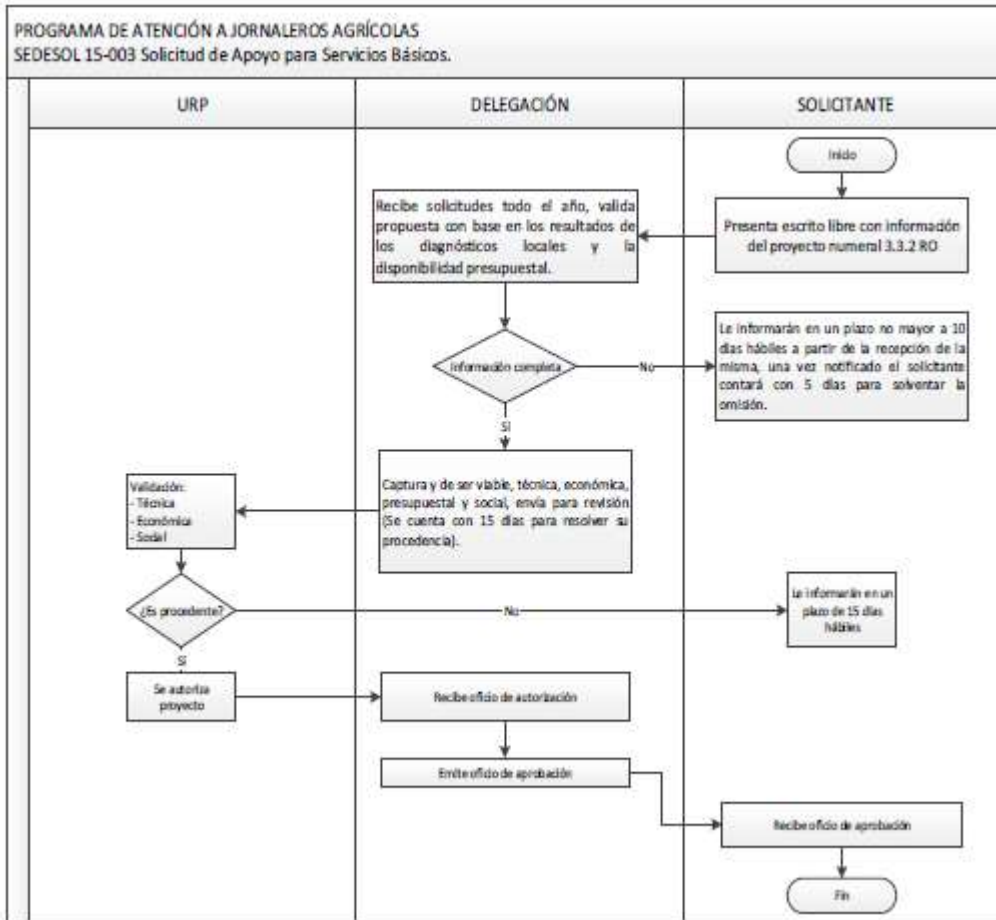 PROGRAMA DE ATENCIÓN A JORNALEROS AGRÍCOLAS
SEDESOL 15-003 Solicitud de Apoyo para Servicios Básicos.
URP
DELEGACIÓN
SOLICITANTE
Inicio
Presenta escrito libre con información
del proyecto numeral 3.3.2 RO
Recibe solicitudes todo el año, valida
propuesta con base en los resultados de
los diagnósticos locales y la
disponibilidad presupuestal.
Información completa
No
Le informarán en un plazo no mayor a 10
días hábiles a partir de la recepción de la
misma, una vez notificado el solicitante
contará con 5 días para solventar la
omisión.
Si
Captura y de ser viable, técnica, económica,
presupuestal y social, envía para revisión
(Se cuenta con 15 días para resolver su
procedencia).
Validación:
- Técnica
- Económica
- Social
¿Es procedente?
No
Le informarán en un
plazo de 15 días
hábiles
Si
Se autoriza
proyecto
Recibe oficio de autorización
Emite oficio de aprobación
Recibe oficio de aprobación
Fin